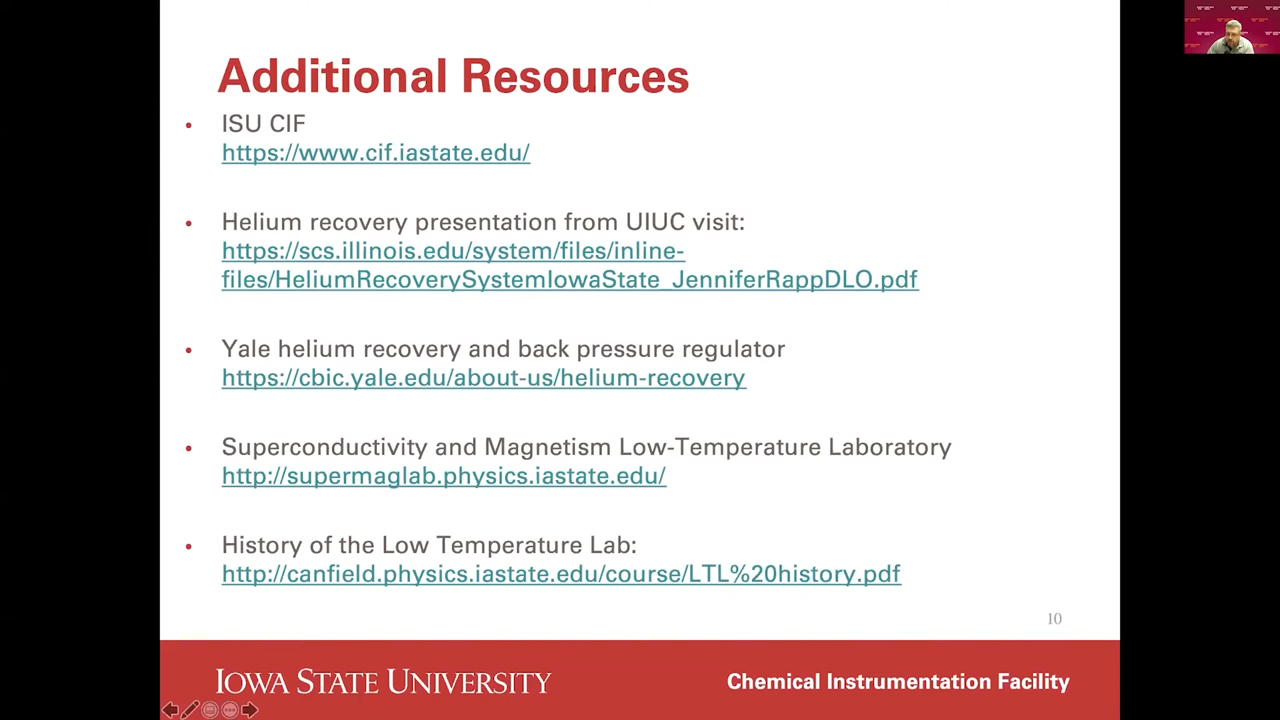 Additional Resources
• ISU CIF
https://www.cif.iastate.edu/
• Helium recovery presentation from UIUC visit:
https://scs.illinois.edu/system/files/inline-
files/HeliumRecoverySystemIowaState_JenniferRappDLO.pdf
• Yale helium recovery and back pressure regulator
https://cbic.yale.edu/about-us/helium-recovery
• Superconductivity and Magnetism Low-Temperature Laboratory
http://supermaglab.physics.iastate.edu/
• History of the Low Temperature Lab:
http://canfield.physics.iastate.edu/course/LTL%20history.pdf
10
IOWA STATE UNIVERSITY
Chemical Instrumentation Facility